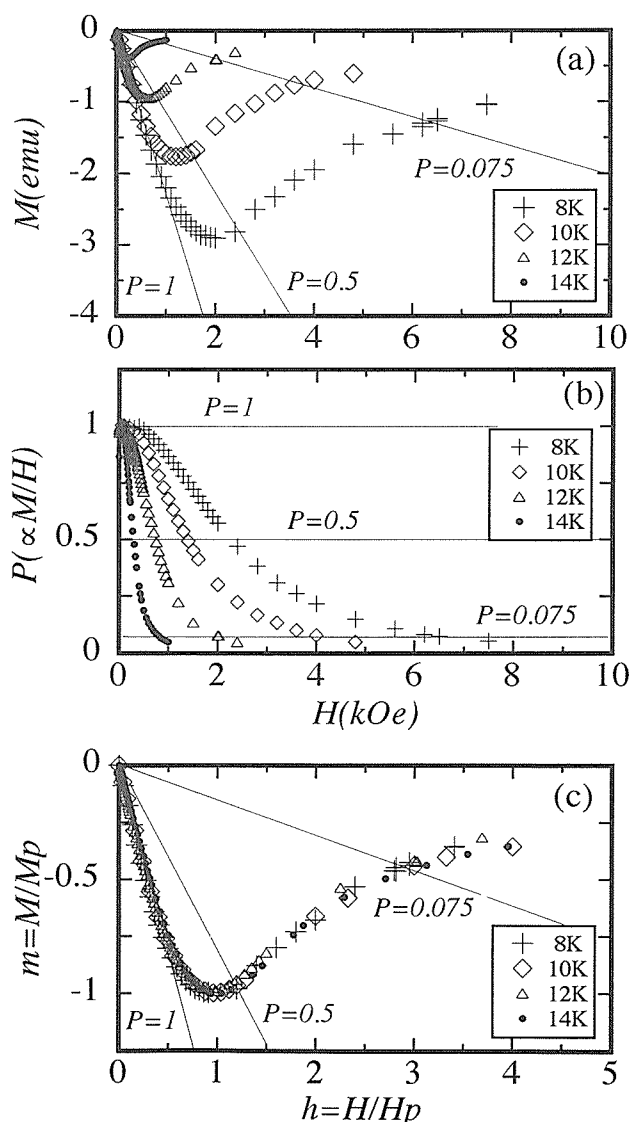 0
(a)
-1
M(emu)
-2
P=0.075
8K
10K
12K
14K
-3
P=1
P=0.5
-4
0
2
4
6
8
10
(b)
P=1
1
8K
10K
12K
14K
P(∝M/H)
P=0.5
0.5
P=0.075
0
0
2
4
6
8
10
H(kOe)
0
(c)
m=M/Mp
-0.5
P=0.075
8K
10K
12K
14K
-1
P=1
P=0.5
0
1
2
3
4
5
h=H/Hp